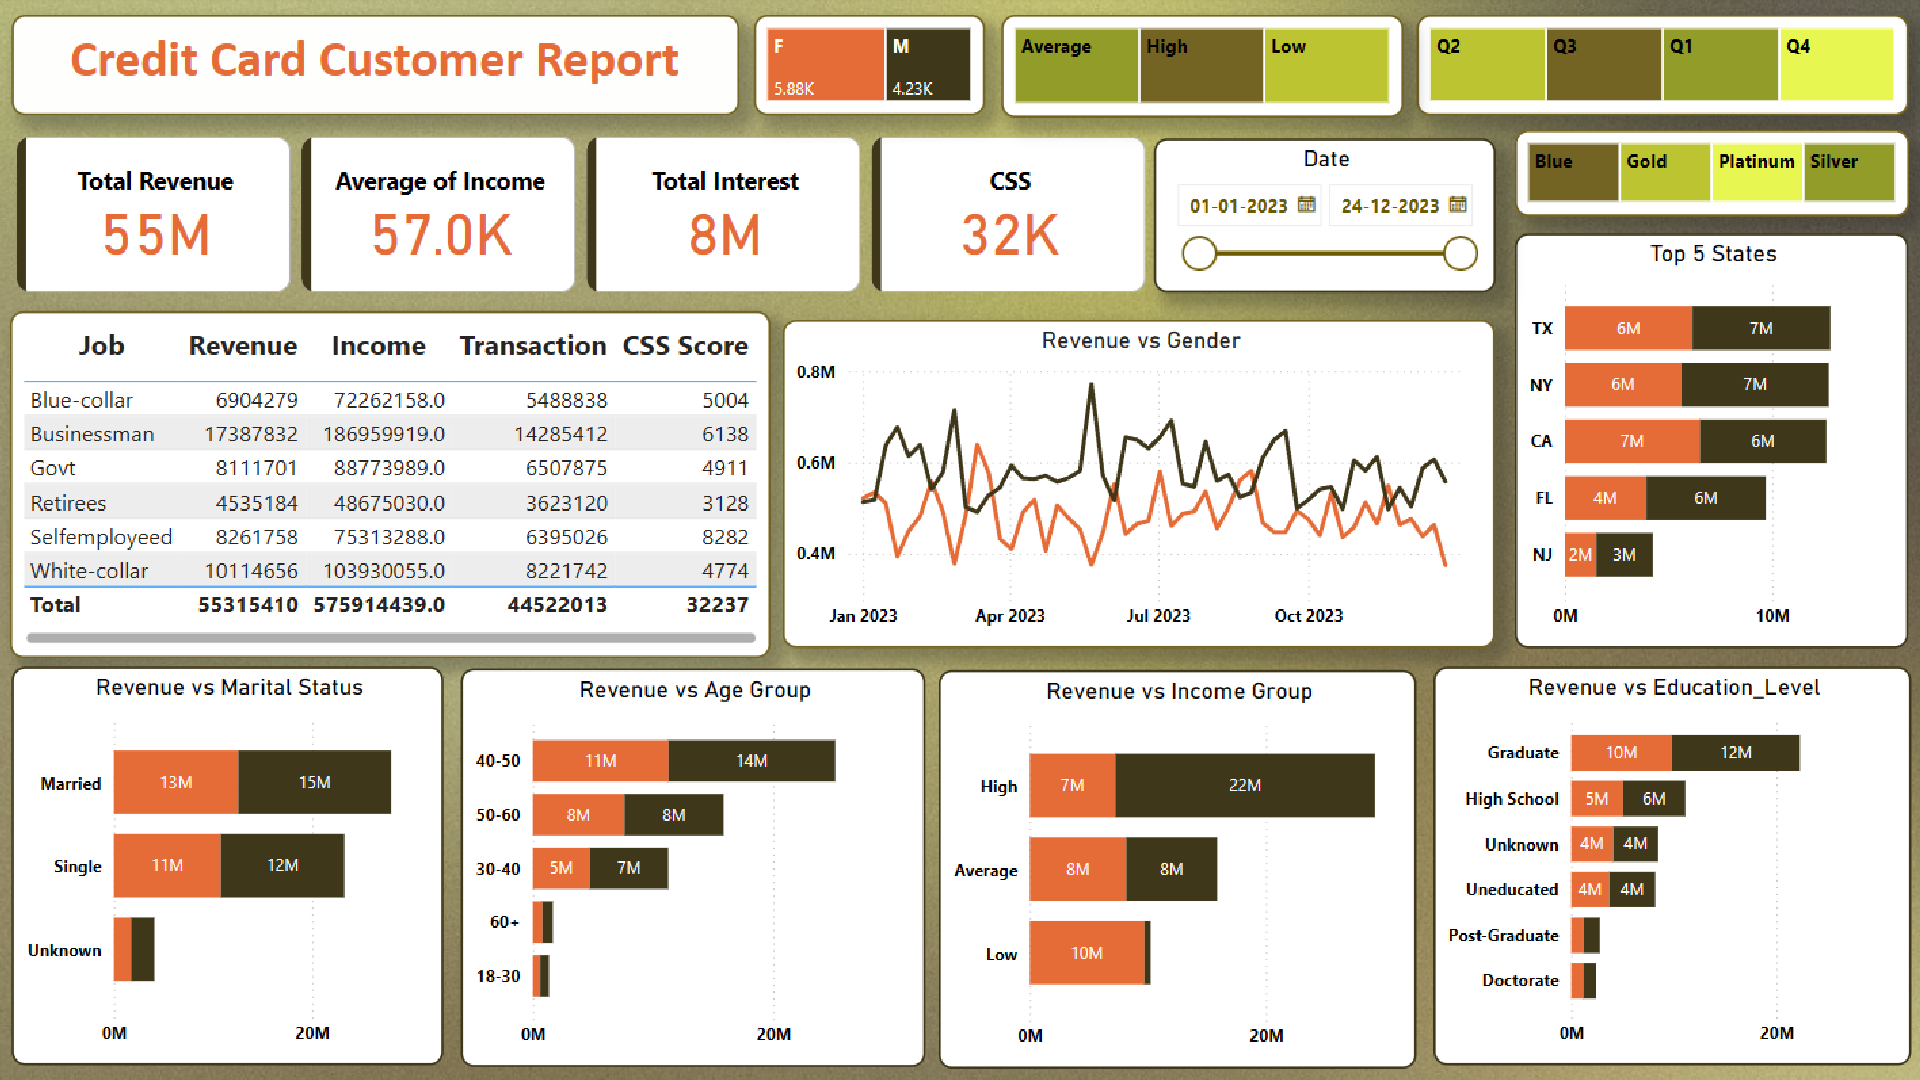 Credit Card Customer Report
F
5.88K
M
4.23K
Average
High
Low
Q2
Q3
Q1
Q4
Total Revenue
55M
Average of Income
57.0K
Total Interest
8M
CSS
32K
Date
01-01-2023
24-12-2023
Blue
Gold
Platinum
Silver
Job Revenue Income Transaction CSS Score
Blue-collar 6904279 72262158.0 5488838 5004
Businessman 17387832 186959919.0 14285412 6138
Govt 8111701 88773989.0 6507875 4911
Retirees 4535184 48675030.0 3623120 3128
Selfemployeed 8261758 75313288.0 6395026 8282
White-collar 10114656 103930055.0 8221742 4774
Total 55315410 575914439.0 44522013 32237
Revenue vs Gender
0.8M
0.6M
0.4M
Jan 2023 Apr 2023 Jul 2023 Oct 2023
Top 5 States
TX 6M 7M
NY 6M 7M
CA 7M 6M
FL 4M 6M
NJ 2M 3M
0M 10M
Revenue vs Marital Status
Married 13M 15M
Single 11M 12M
Unknown
0M 20M
Revenue vs Age Group
40-50 11M 14M
50-60 8M 8M
30-40 5M 7M
60+
18-30
0M 20M
Revenue vs Income Group
High 7M 22M
Average 8M 8M
Low 10M
0M 20M
Revenue vs Education_Level
Graduate 10M 12M
High School 5M 6M
Unknown 4M 4M
Uneducated 4M 4M
Post-Graduate
Doctorate
0M 20M